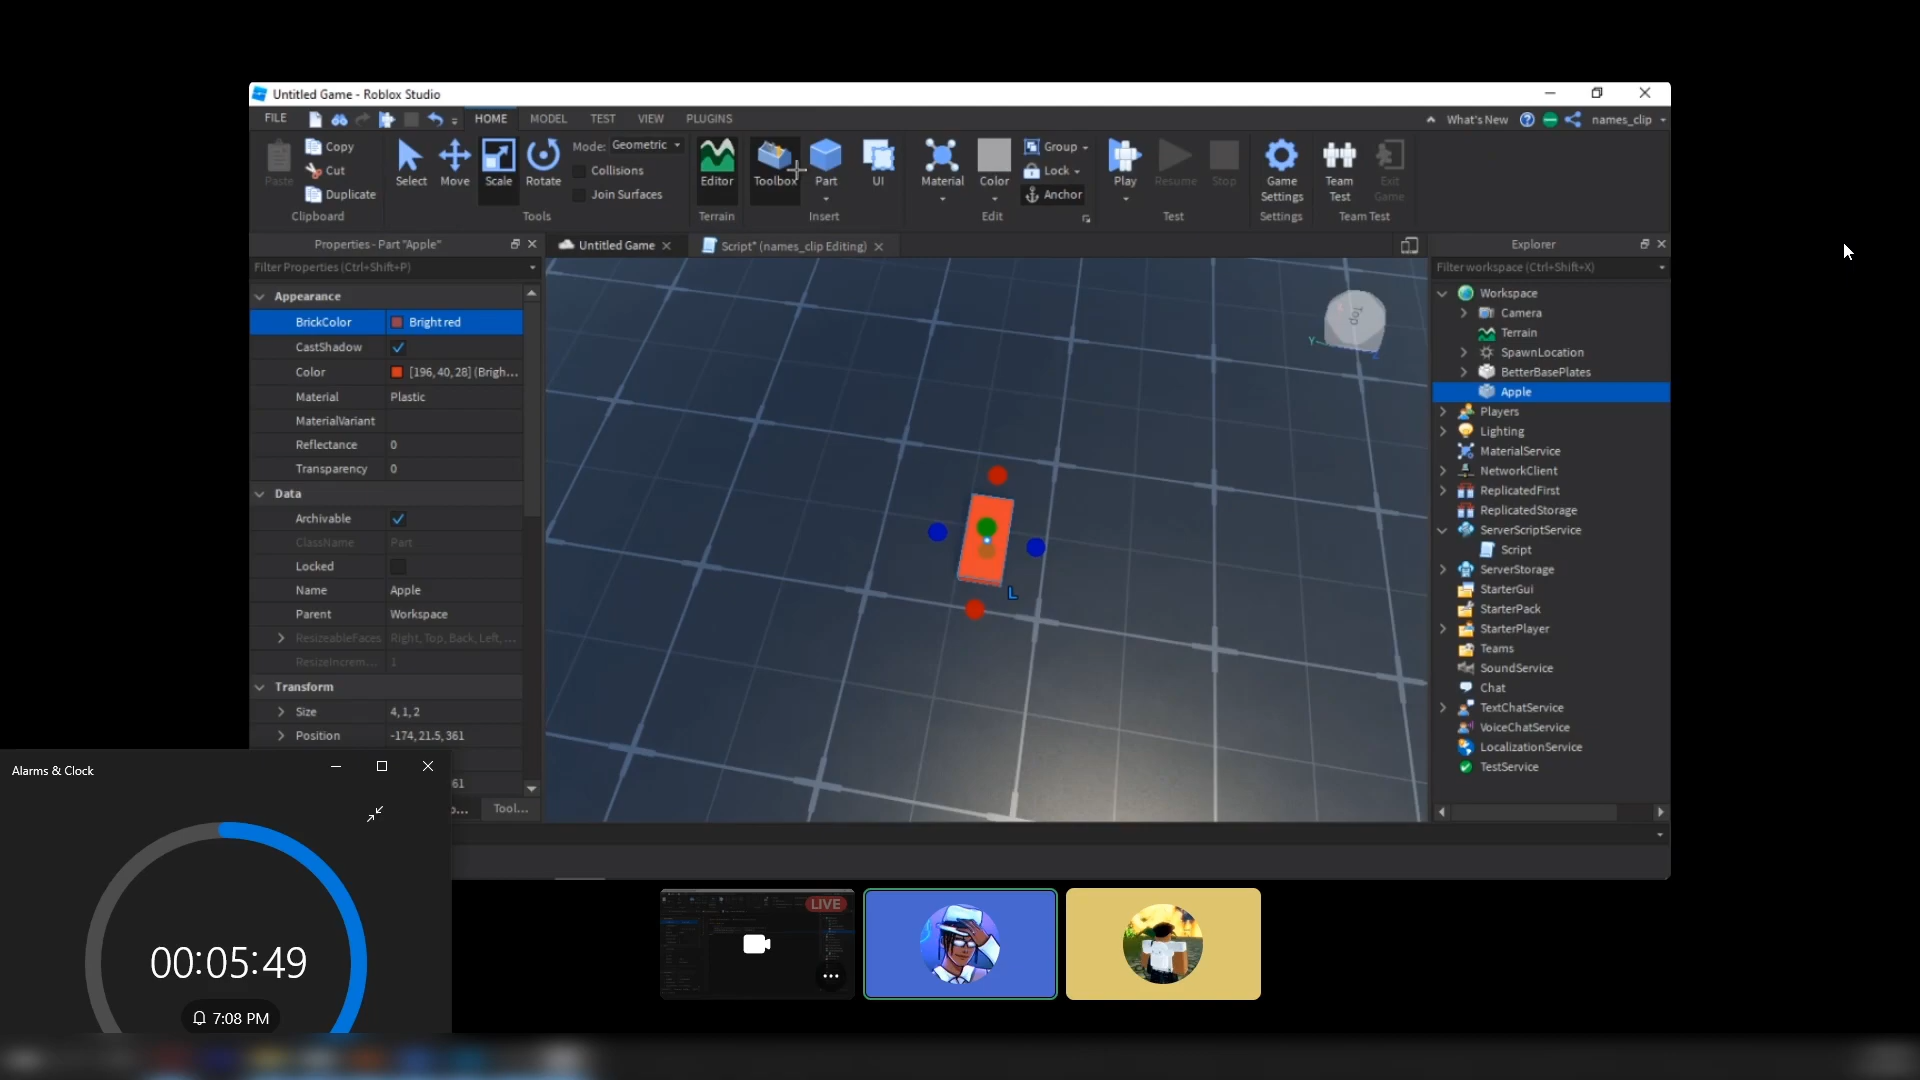 Untitled Game - Roblox Studio
FILE HOME MODEL TEST VIEW PLUGINS What's New names_clip
Paste Copy Cut Duplicate Clipboard
Select Move Scale Rotate Mode: Geometric Collisions Join Surfaces Tools
Editor Terrain
Toolbox Part UI Insert
Material Color Group Lock Anchor Edit
Play Resume Stop Test
Game Settings Settings
Team Test Exit Game Team Test
Properties - Part "Apple"
Untitled Game
Script* (names_clip Editing)
Explorer
Filter Properties (Ctrl+Shift+P)
Appearance
BrickColor Bright red
CastShadow
Color [196, 40, 28] (Brigh...
Material Plastic
MaterialVariant
Reflectance 0
Transparency 0
Data
Archivable
ClassName Part
Locked
Name Apple
Parent Workspace
ResizeableFaces Right, Top, Back, Left, ...
ResizeIncrem... 1
Transform
Size 4, 1, 2
Position -174, 21.5, 361
61
Tool...
Top
Y
Z
L
Filter workspace (Ctrl+Shift+X)
Workspace
Camera
Terrain
SpawnLocation
BetterBasePlates
Apple
Players
Lighting
MaterialService
NetworkClient
ReplicatedFirst
ReplicatedStorage
ServerScriptService
Script
ServerStorage
StarterGui
StarterPack
StarterPlayer
Teams
SoundService
Chat
TextChatService
VoiceChatService
LocalizationService
TestService
Alarms & Clock
00:05:49
7:08 PM
LIVE